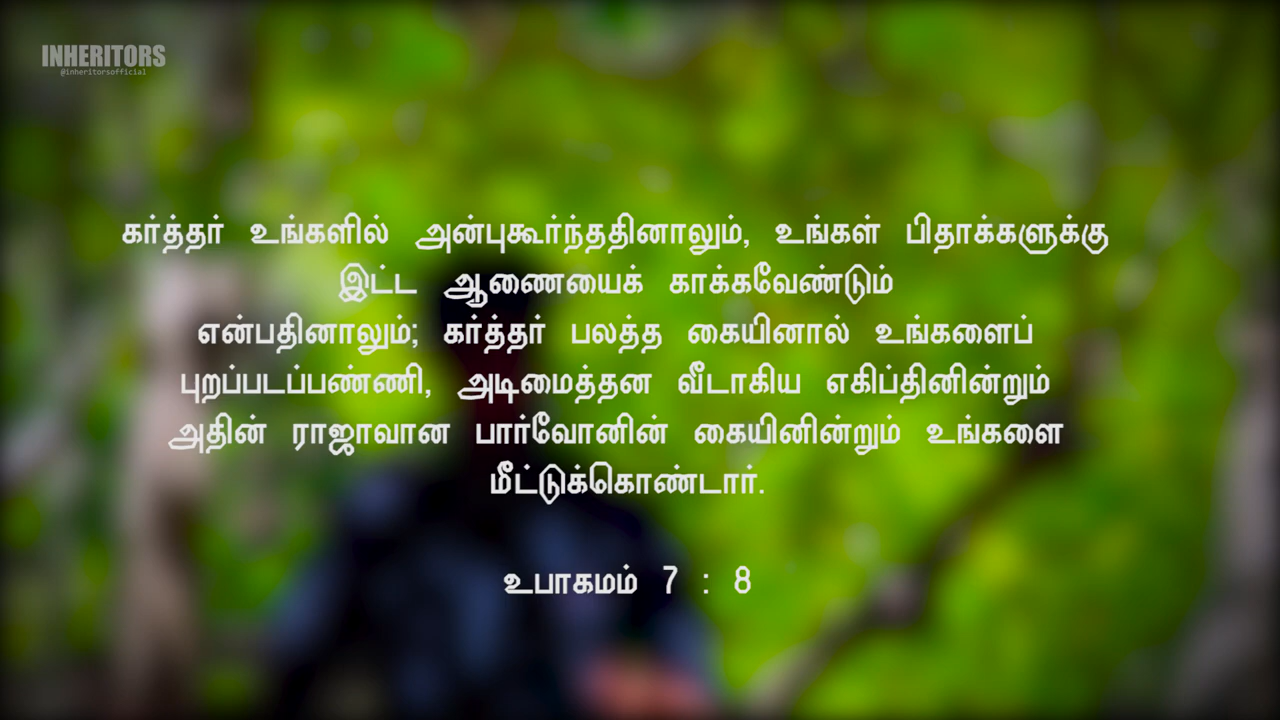 INHERITORS
@inheritorsofficial
கர்த்தர் உங்களில் அன்புகூர்ந்ததினாலும், உங்கள் பிதாக்களுக்கு
இட்ட ஆணையைக் காக்கவேண்டும்
என்பதினாலும்; கர்த்தர் பலத்த கையினால் உங்களைப்
புறப்படப்பண்ணி, அடிமைத்தன வீடாகிய எகிப்தினின்றும்
அதின் ராஜாவான பார்வோனின் கையினின்றும் உங்களை
மீட்டுக்கொண்டார்.
உபாகமம் 7 : 8